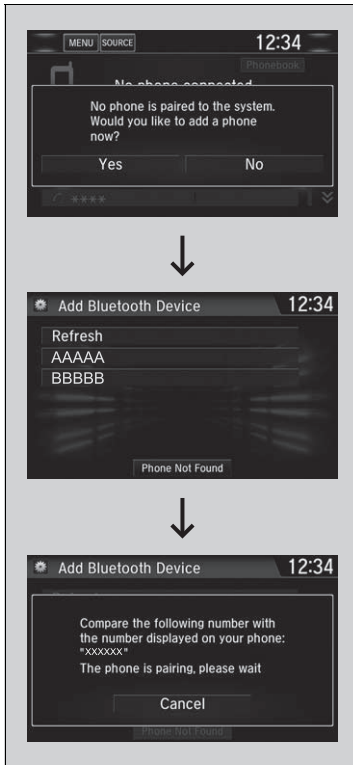 MENU SOURCE 12:34
Phonebook
No phone connected
No phone is paired to the system.
Would you like to add a phone
now?
Yes No
****
Add Bluetooth Device 12:34
Refresh
AAAAA
BBBBB
Phone Not Found
Add Bluetooth Device 12:34
Compare the following number with
the number displayed on your phone:
"XXXXXX"
The phone is pairing, please wait
Cancel
Phone Not Found